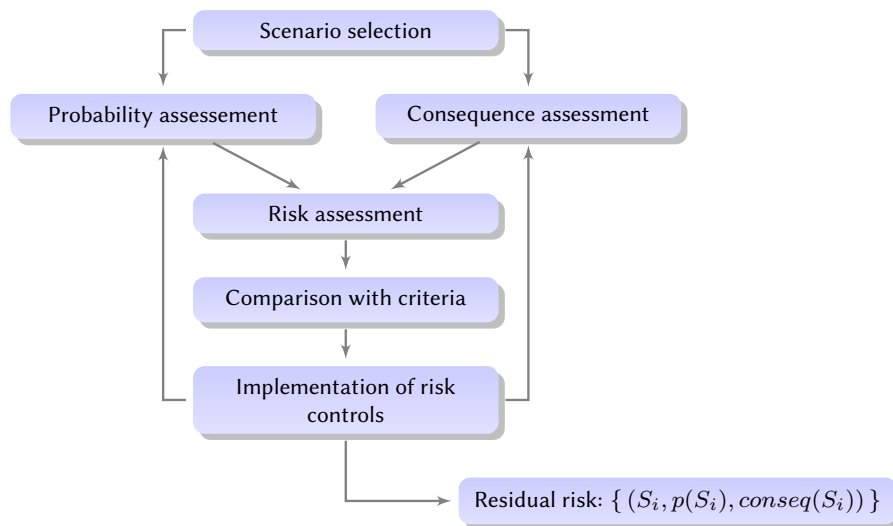 Scenario selection
Probability assessement
Consequence assessment
Risk assessment
Comparison with criteria
Implementation of risk
controls
Residual risk: { (S_i, p(S_i), conseq(S_i)) }